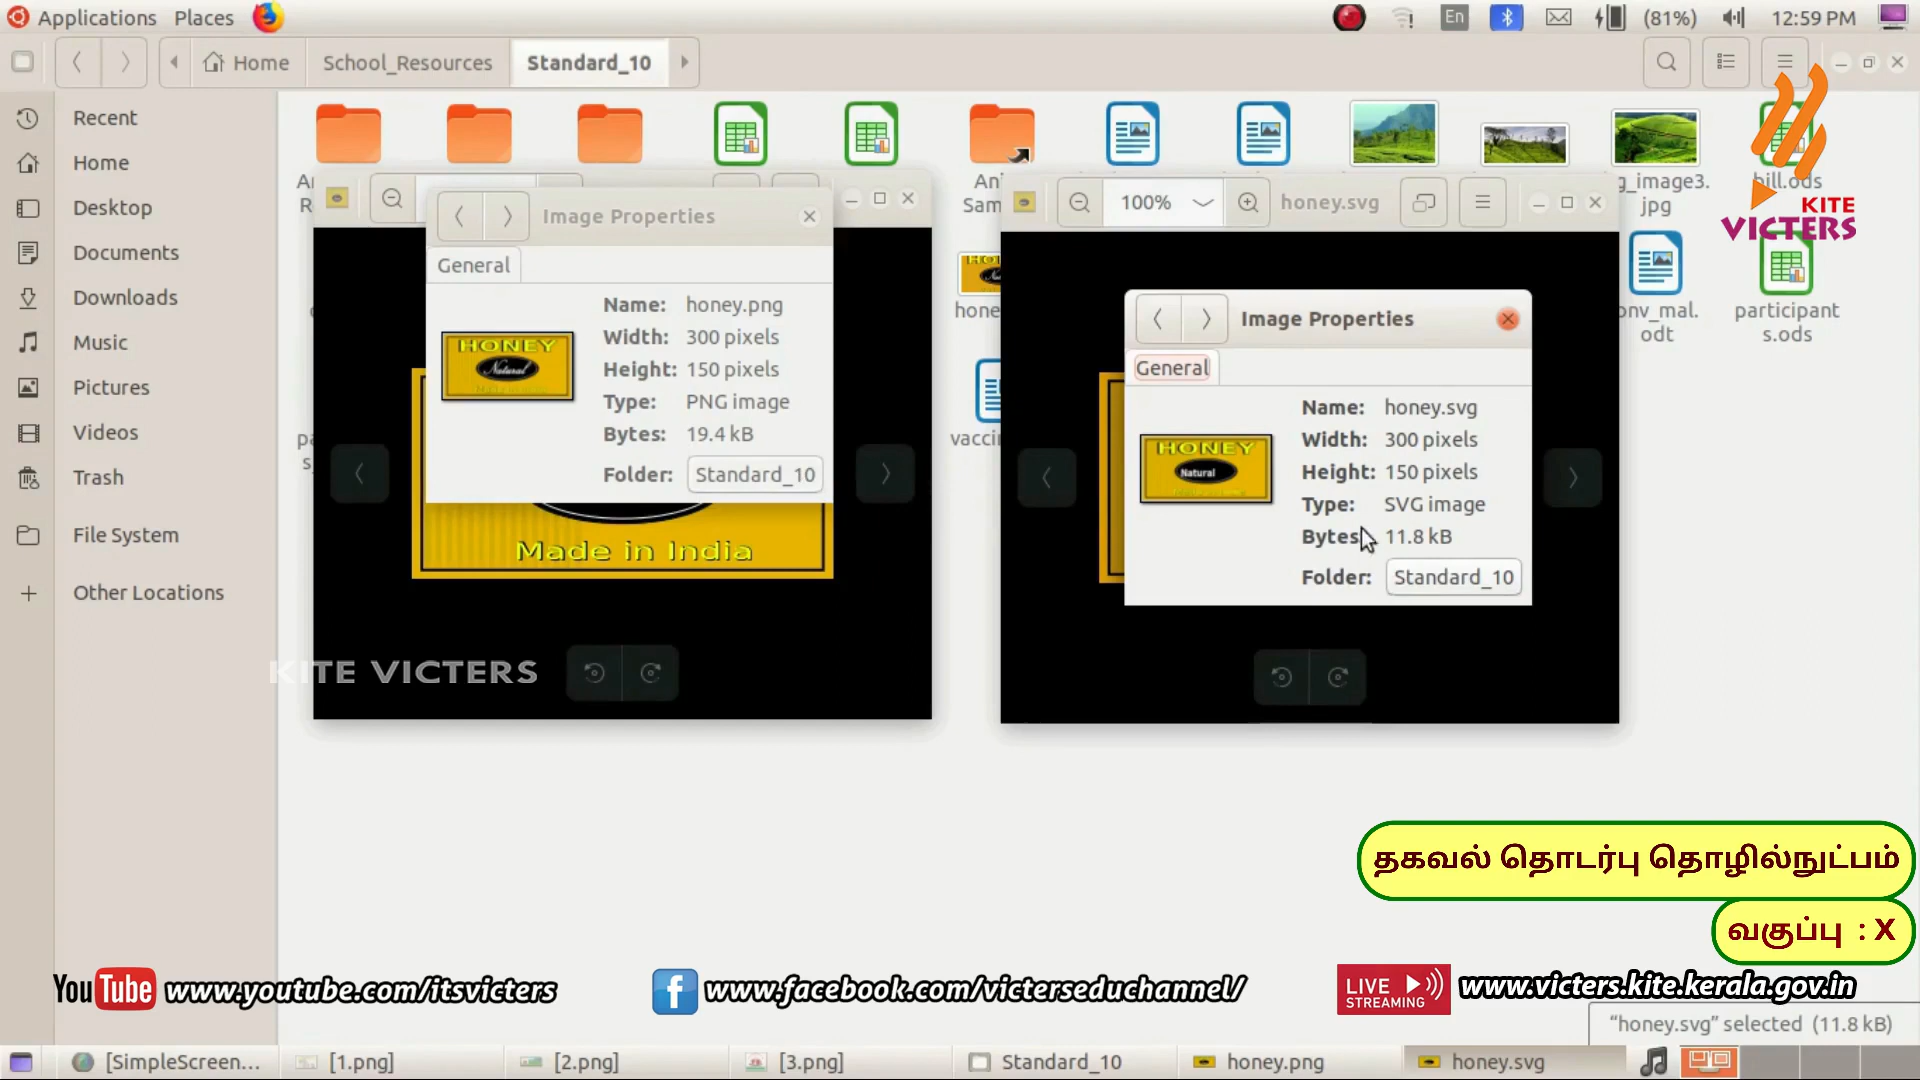 Applications Places En (81%) 12:59 PM
Home School_Resources Standard_10
Recent
Home
Desktop
Documents
Downloads
Music
Pictures
Videos
Trash
File System
Other Locations
bill.ods
g_image3.
jpg
participant
s.ods
onv_mal.
odt
Image Properties
General
Name: honey.png
Width: 300 pixels
Height: 150 pixels
Type: PNG image
Bytes: 19.4 kB
Folder: Standard_10
HONEY
Natural
Made in India
100% honey.svg
Image Properties
General
Name: honey.svg
Width: 300 pixels
Height: 150 pixels
Type: SVG image
Bytes 11.8 kB
Folder: Standard_10
HONEY
Natural
KITE
VICTERS
KITE VICTERS
தகவல் தொடர்பு தொழில்நுட்பம்
வகுப்பு : X
YouTube www.youtube.com/itsvicters
f www.facebook.com/victerseduchannel/
LIVE STREAMING www.victers.kite.kerala.gov.in
“honey.svg” selected (11.8 kB)
[SimpleScreen... [1.png] [2.png] [3.png] Standard_10 honey.png honey.svg